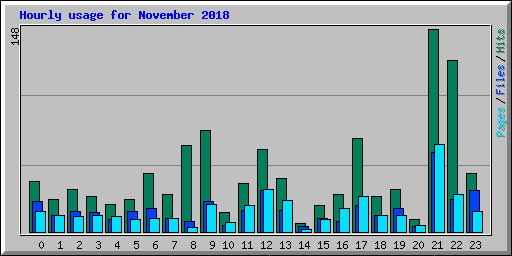 Hourly usage for November 2018
148
Pages / Files / Hits
0 1 2 3 4 5 6 7 8 9 10 11 12 13 14 15 16 17 18 19 20 21 22 23